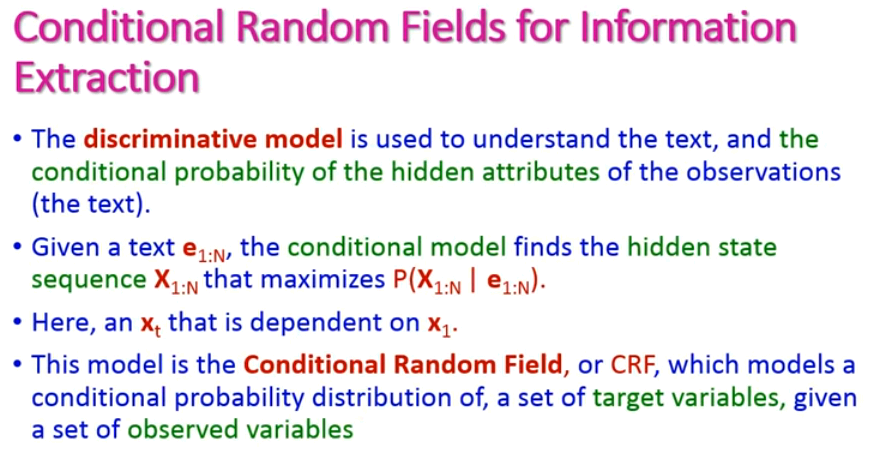 Conditional Random Fields for Information
Extraction
• The discriminative model is used to understand the text, and the
conditional probability of the hidden attributes of the observations
(the text).
• Given a text e1:N, the conditional model finds the hidden state
sequence X1:N that maximizes P(X1:N | e1:N).
• Here, an xt that is dependent on x1.
• This model is the Conditional Random Field, or CRF, which models a
conditional probability distribution of, a set of target variables, given
a set of observed variables